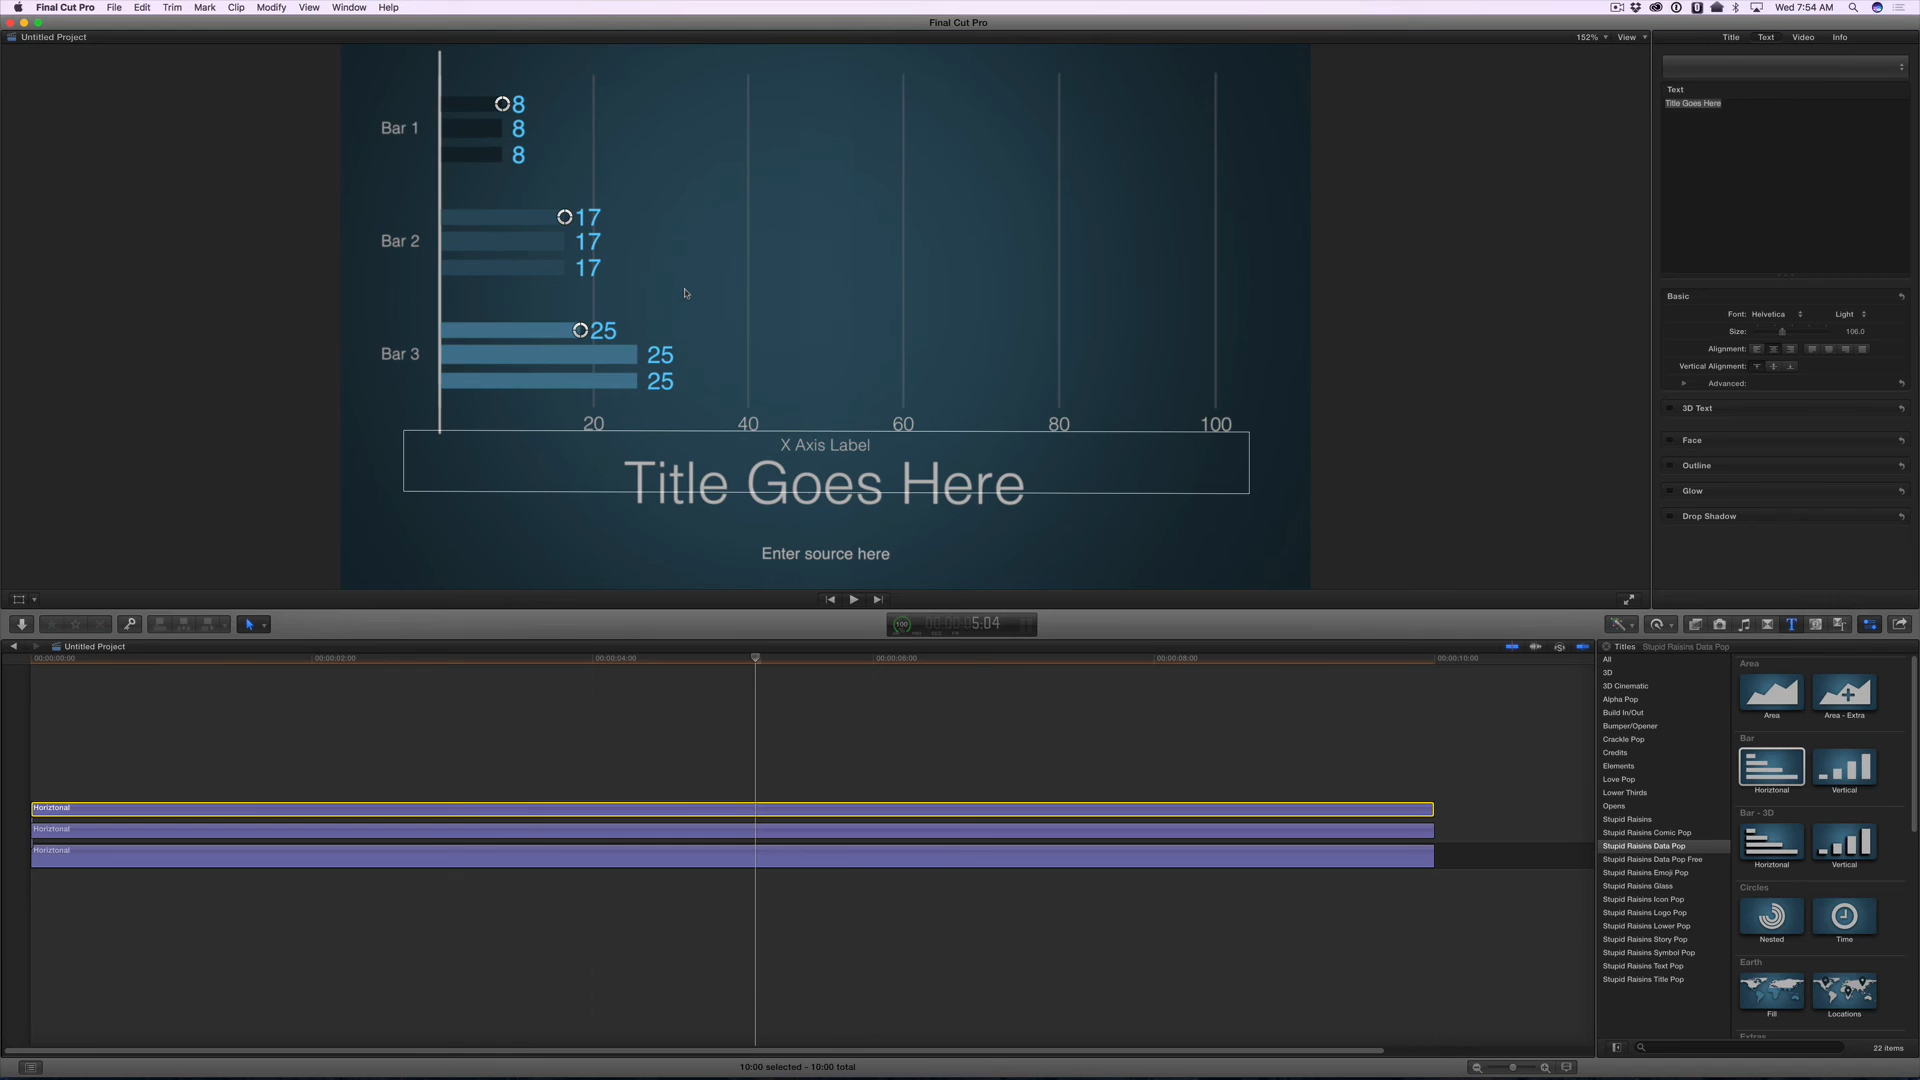 Final Cut Pro File Edit Trim Mark Clip Modify View Window Help
Wed 7:54 AM
Final Cut Pro
Untitled Project
152% View
Title Text Video Info
Text
Title Goes Here
8
Bar 1 8
8
17
Bar 2 17
17
25
Bar 3 25
25
20 40 60 80 100
X Axis Label
Title Goes Here
Enter source here
Basic
Font: Helvetica Light
Size: 106.0
Alignment:
Vertical Alignment:
Advanced:
3D Text
Face
Outline
Glow
Drop Shadow
100 00:00:05:04
Untitled Project
00:00:00:00 00:00:02:00 00:00:04:00 00:00:06:00 00:00:08:00 00:00:10:00
Horiztonal
Horiztonal
Horiztonal
10:00 selected - 10:00 total
Titles Stupid Raisins Data Pop
All
3D
3D Cinematic
Alpha Pop
Build In/Out
Bumper/Opener
Crackle Pop
Credits
Elements
Love Pop
Lower Thirds
Opens
Stupid Raisins
Stupid Raisins Comic Pop
Stupid Raisins Data Pop
Stupid Raisins Data Pop Free
Stupid Raisins Emoji Pop
Stupid Raisins Glass
Stupid Raisins Icon Pop
Stupid Raisins Logo Pop
Stupid Raisins Lower Pop
Stupid Raisins Story Pop
Stupid Raisins Symbol Pop
Stupid Raisins Text Pop
Stupid Raisins Title Pop
Area
Area Area - Extra
Bar
Horiztonal Vertical
Bar - 3D
Horiztonal Vertical
Circles
Nested Time
Earth
Fill Locations
Extras
22 items